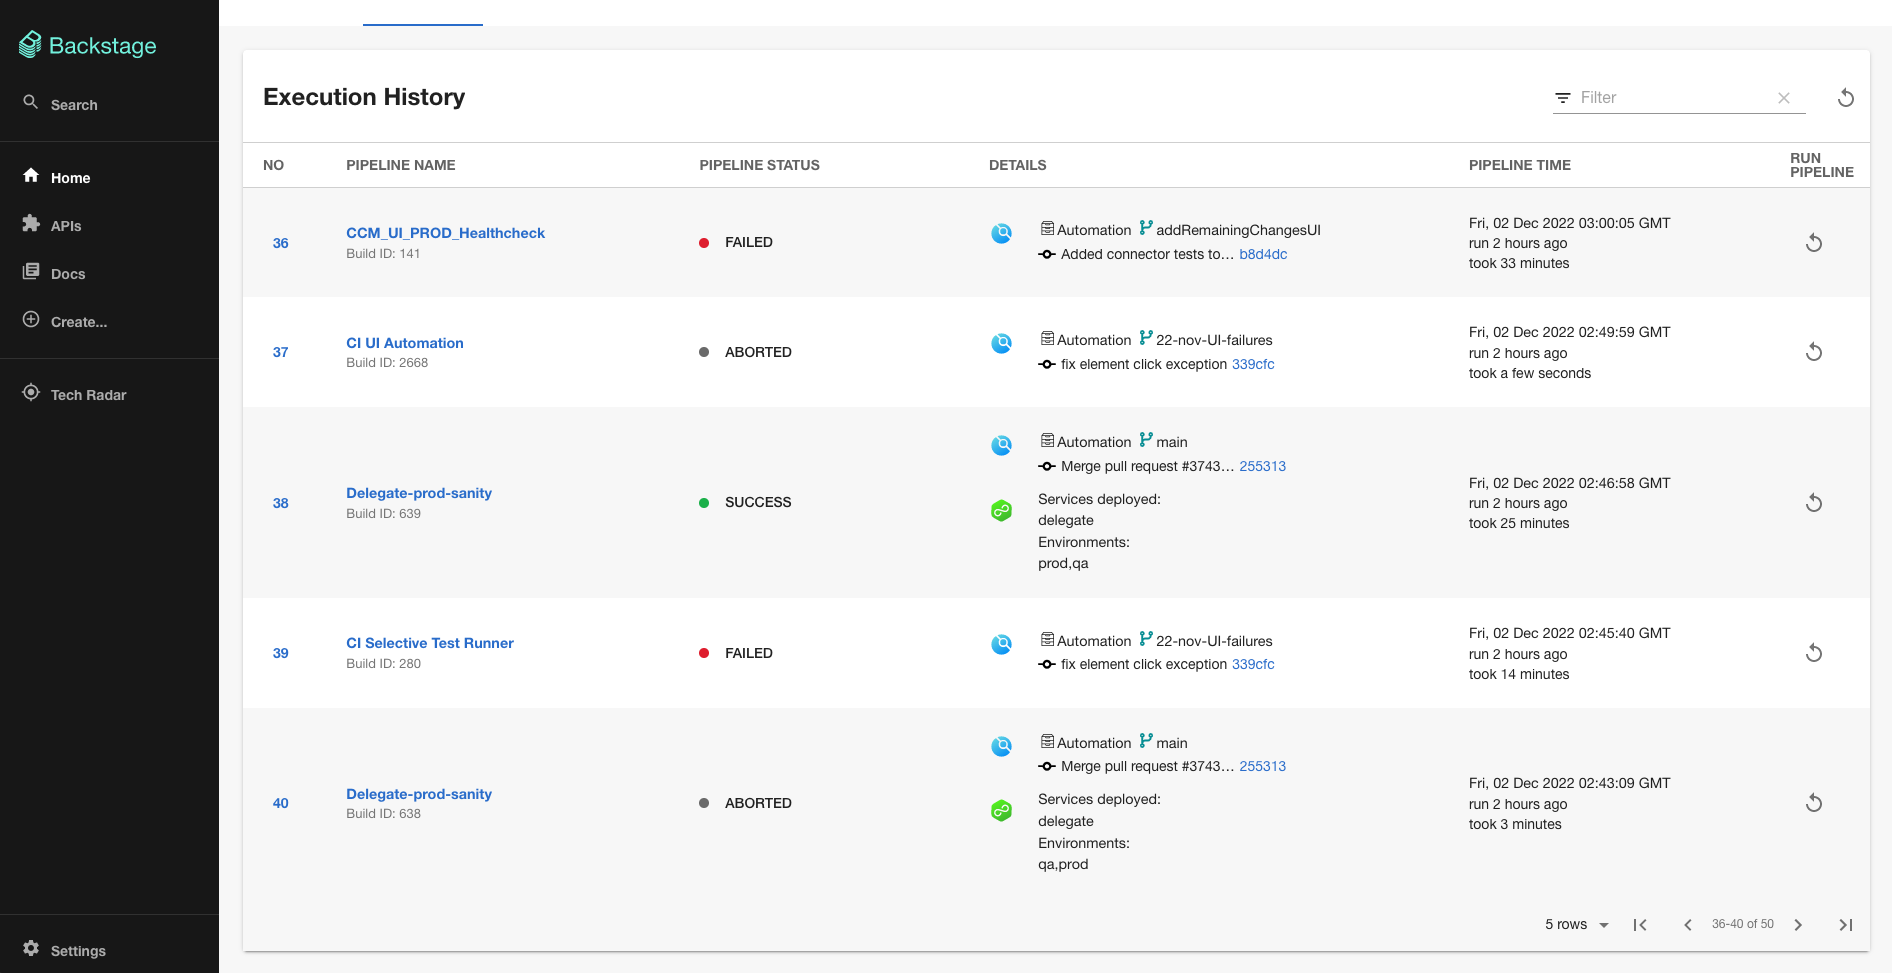 Backstage
Search
Home
APIs
Docs
Create...
Tech Radar
Settings
Execution History
Filter
NO PIPELINE NAME PIPELINE STATUS DETAILS PIPELINE TIME RUN PIPELINE
36
CCM_UI_PROD_Healthcheck
Build ID: 141
FAILED
Automation addRemainingChangesUI
Added connector tests to… b8d4dc
Fri, 02 Dec 2022 03:00:05 GMT
run 2 hours ago
took 33 minutes
37
CI UI Automation
Build ID: 2668
ABORTED
Automation 22-nov-UI-failures
fix element click exception 339cfc
Fri, 02 Dec 2022 02:49:59 GMT
run 2 hours ago
took a few seconds
38
Delegate-prod-sanity
Build ID: 639
SUCCESS
Automation main
Merge pull request #3743… 255313
Services deployed:
delegate
Environments:
prod,qa
Fri, 02 Dec 2022 02:46:58 GMT
run 2 hours ago
took 25 minutes
39
CI Selective Test Runner
Build ID: 280
FAILED
Automation 22-nov-UI-failures
fix element click exception 339cfc
Fri, 02 Dec 2022 02:45:40 GMT
run 2 hours ago
took 14 minutes
40
Delegate-prod-sanity
Build ID: 638
ABORTED
Automation main
Merge pull request #3743… 255313
Services deployed:
delegate
Environments:
qa,prod
Fri, 02 Dec 2022 02:43:09 GMT
run 2 hours ago
took 3 minutes
5 rows 36-40 of 50